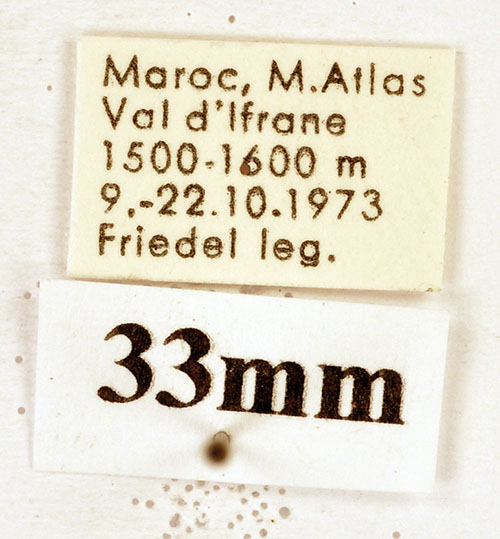 Maroc, M.Atlas
Val d'Ifrane
1500-1600 m
9.-22.10.1973
Friedel leg.
33mm